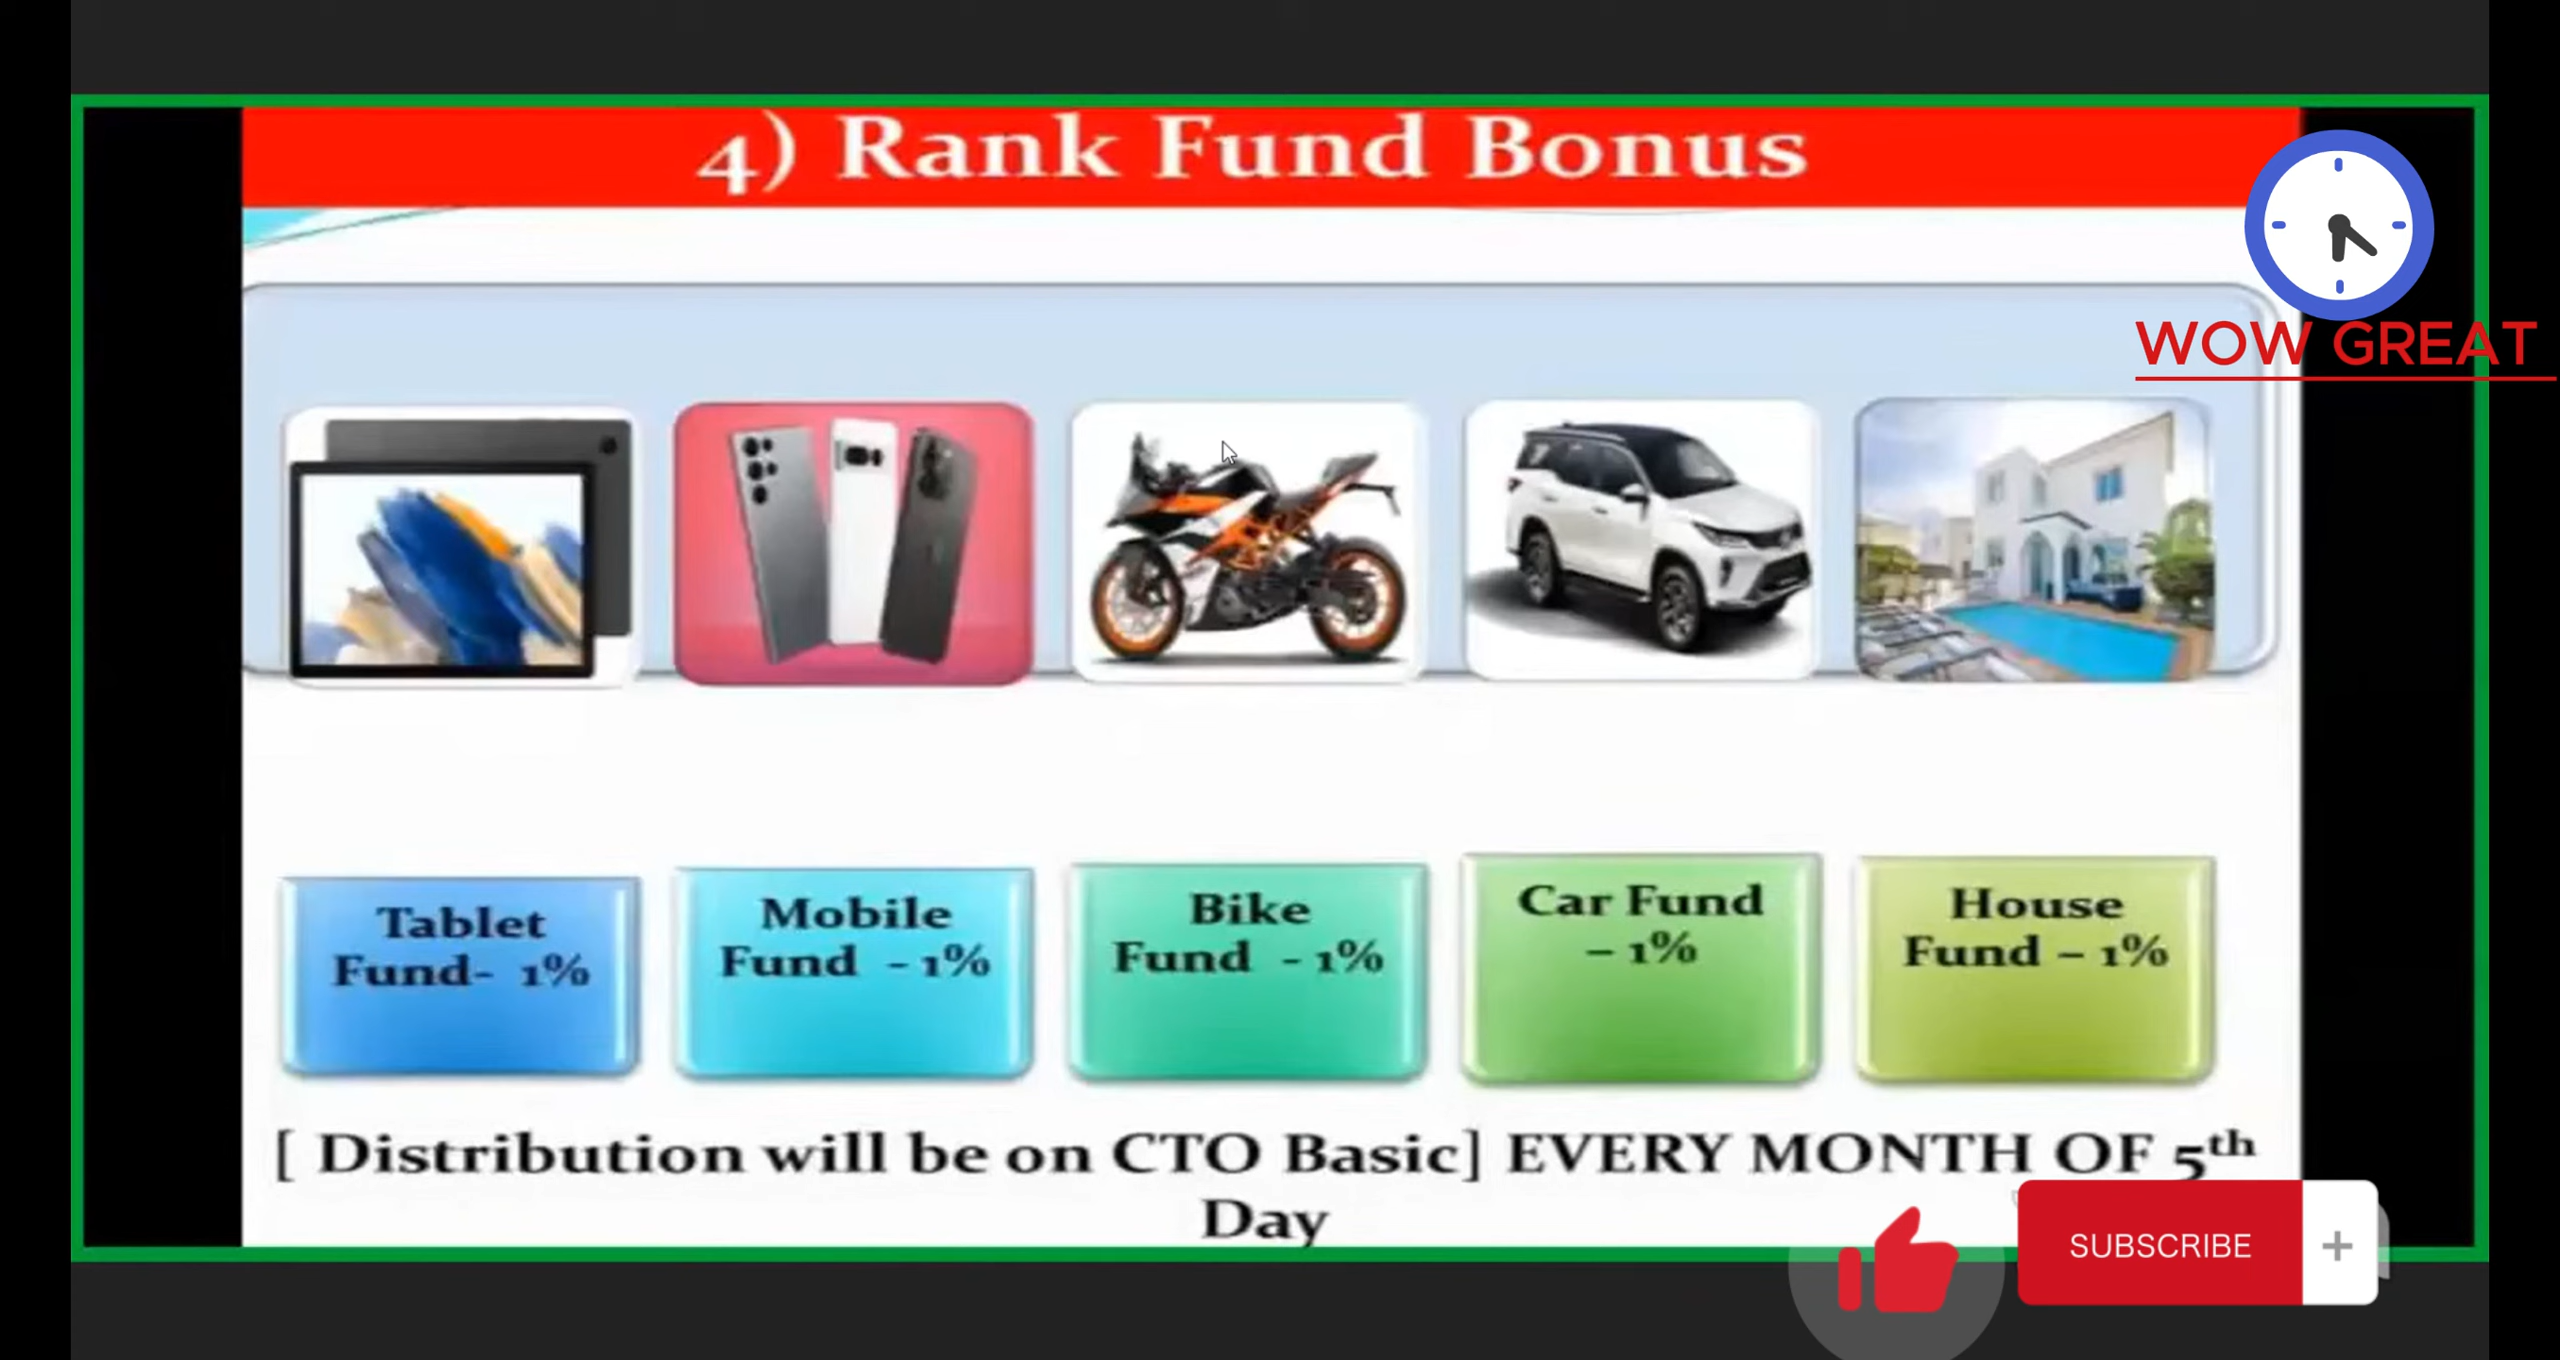 4) Rank Fund Bonus
WOW GREAT
Tablet
Fund- 1%
Mobile
Fund - 1%
Bike
Fund - 1%
Car Fund
– 1%
House
Fund – 1%
[ Distribution will be on CTO Basic] EVERY MONTH OF 5th
Day
SUBSCRIBE +